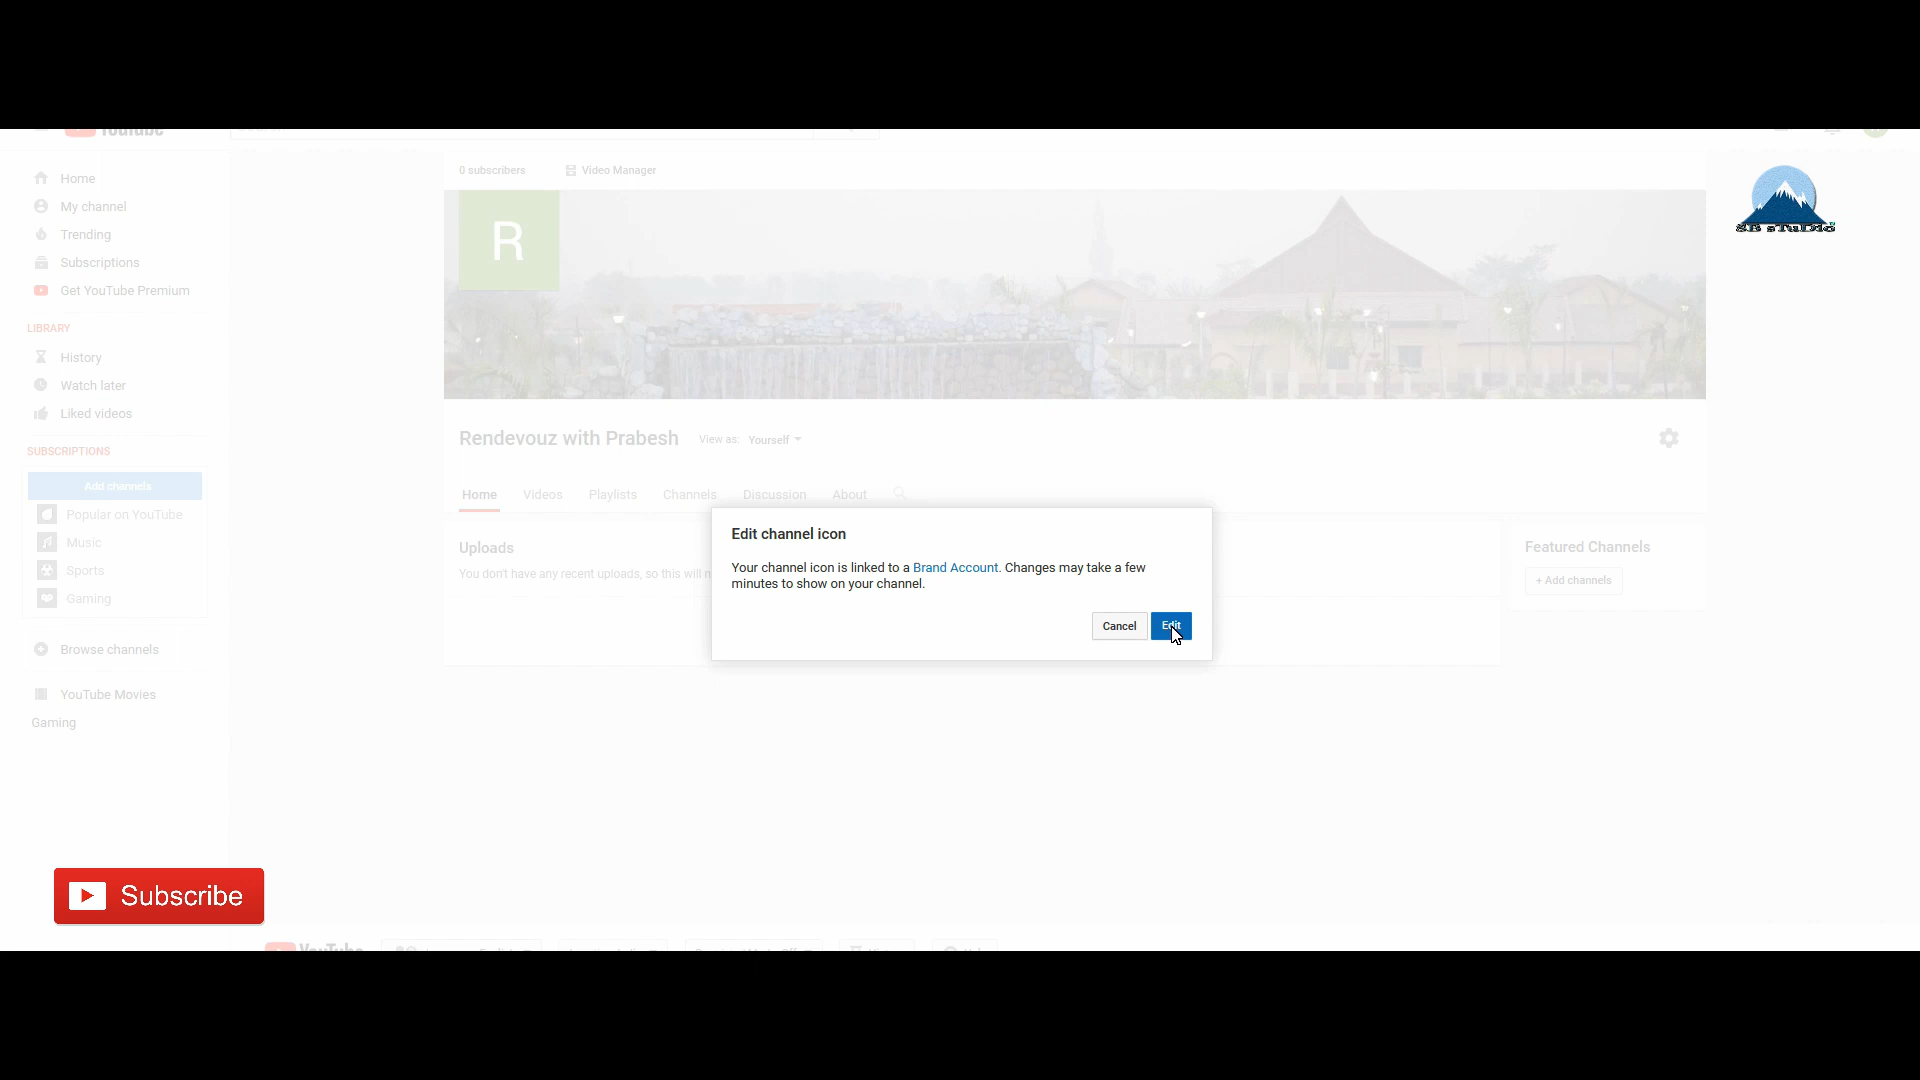 YouTube
0 subscribers Video Manager
Home
My channel
Trending
Subscriptions
Get YouTube Premium
R
SB sTuDio
LIBRARY
History
Watch later
Liked videos
SUBSCRIPTIONS
Add channels
Popular on YouTube
Music
Sports
Gaming
Browse channels
YouTube Movies
Gaming
Rendevouz with Prabesh View as: Yourself
Home Videos Playlists Channels Discussion About
Uploads
You don't have any recent uploads, so this will n
Featured Channels
+ Add channels
Edit channel icon
Your channel icon is linked to a Brand Account. Changes may take a few
minutes to show on your channel.
Cancel Edit
Subscribe
YouTube